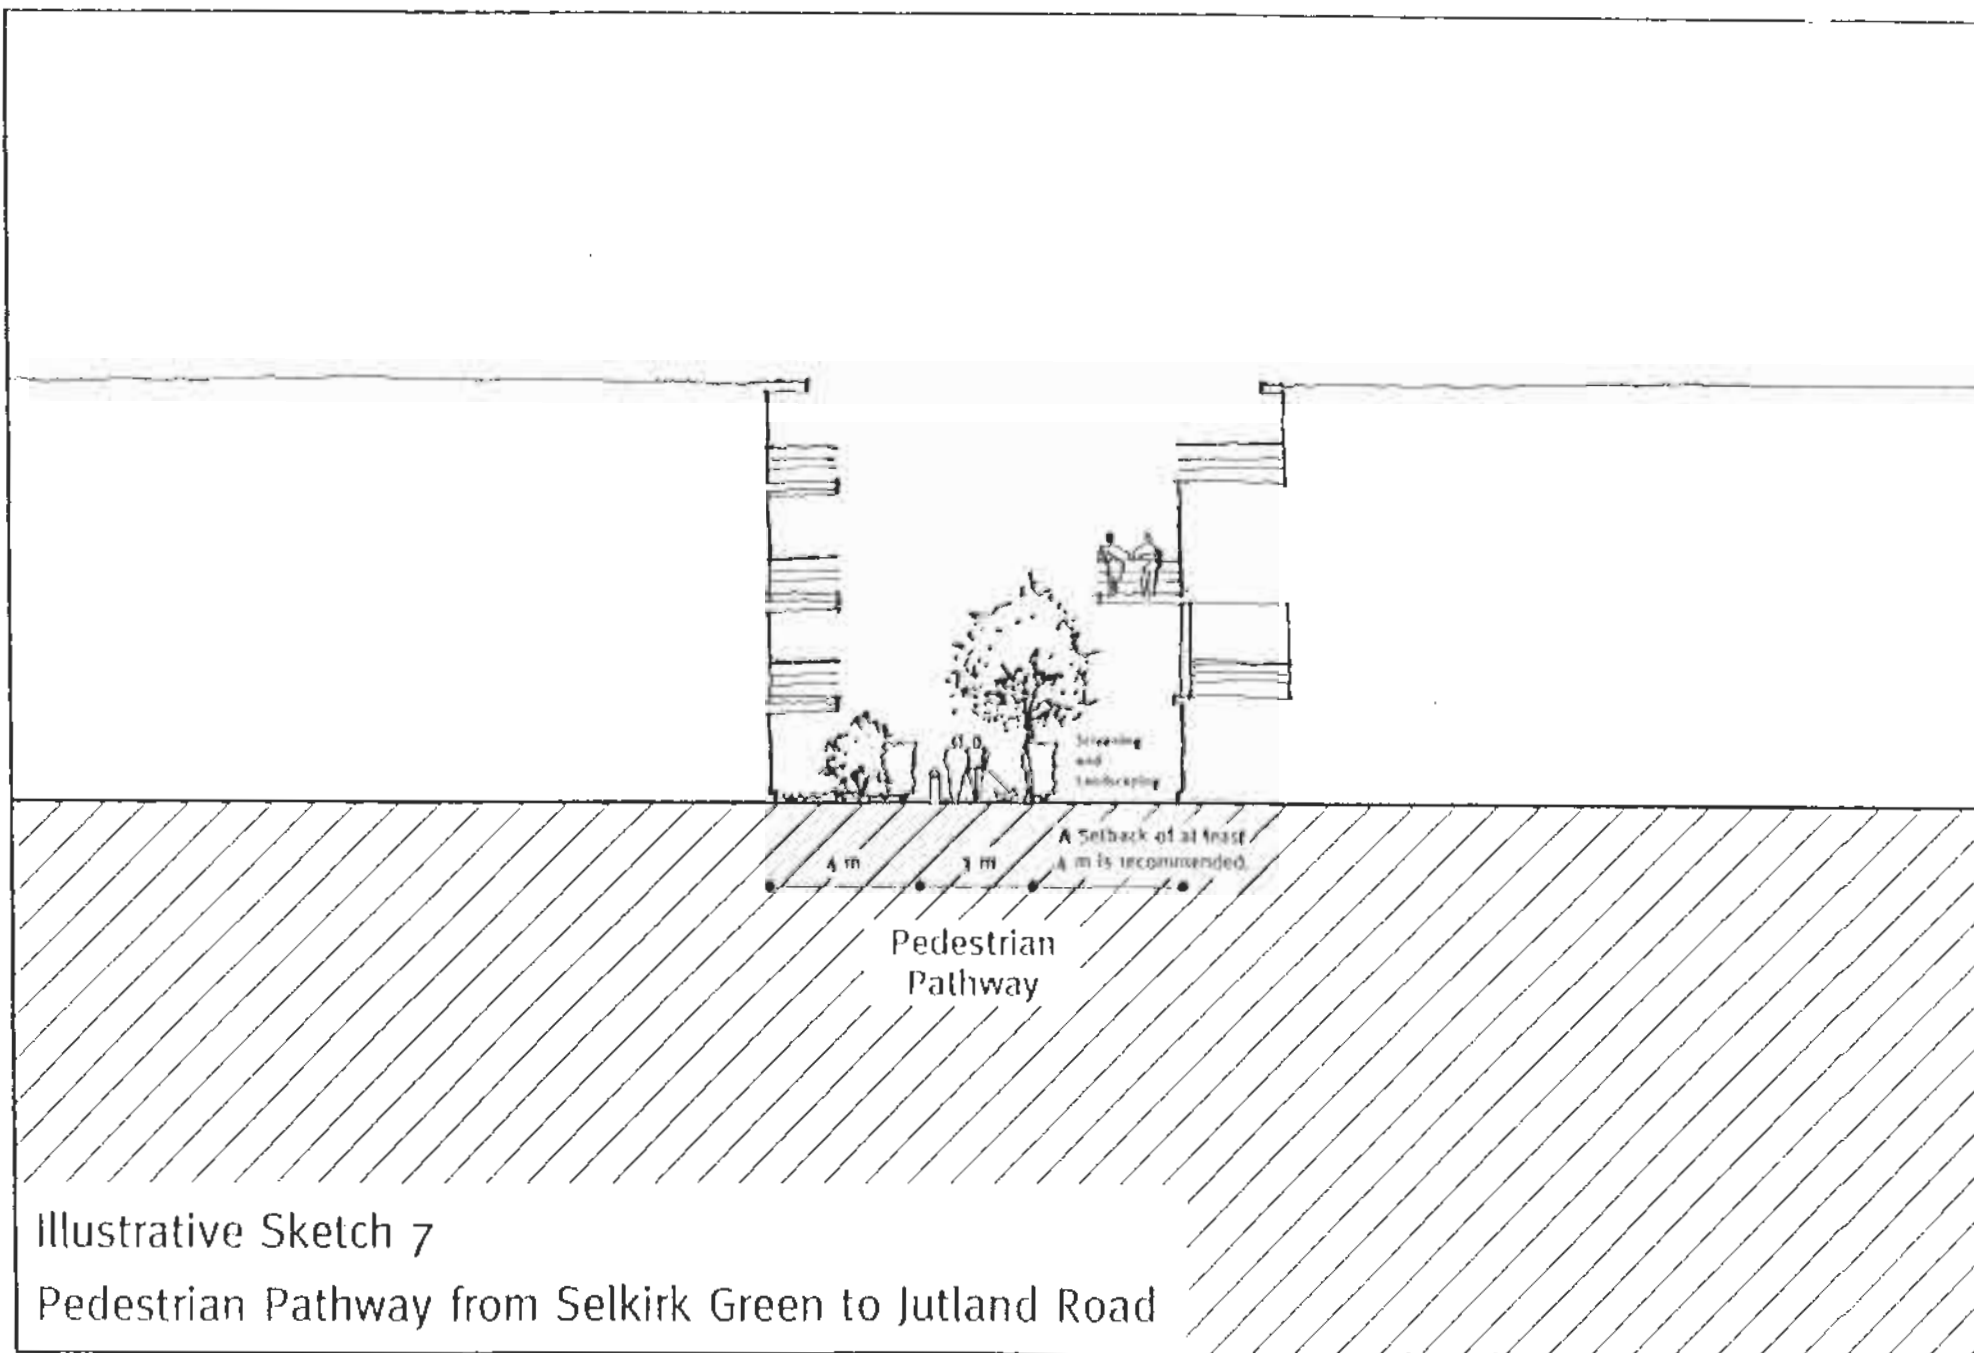 Screening
and
Landscaping
A Setback of at least
4 m is recommended.
4 m
3 m
Pedestrian
Pathway
Illustrative Sketch 7
Pedestrian Pathway from Selkirk Green to Jutland Road